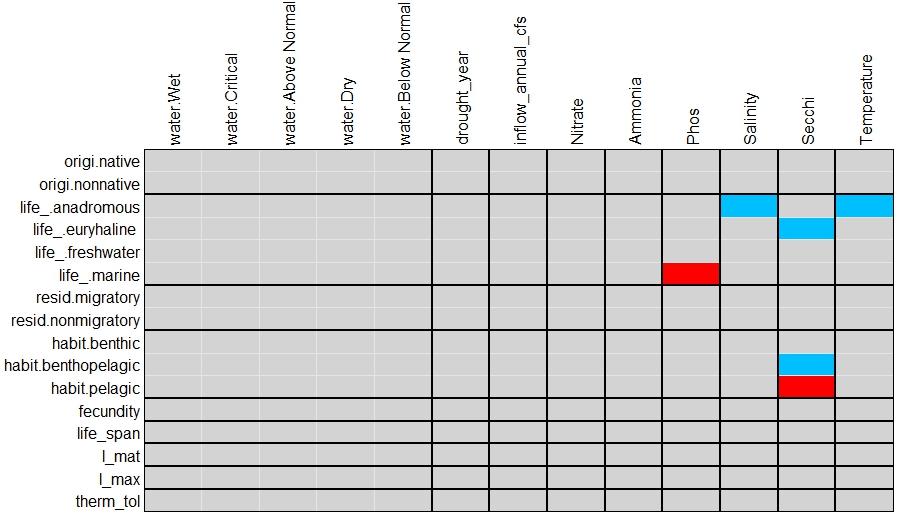 water.Wet
water.Critical
water.Above Normal
water.Dry
water.Below Normal
drought_year
inflow_annual_cfs
Nitrate
Ammonia
Phos
Salinity
Secchi
Temperature
origi.native
origi.nonnative
life_.anadromous
life_.euryhaline
life_.freshwater
life_.marine
resid.migratory
resid.nonmigratory
habit.benthic
habit.benthopelagic
habit.pelagic
fecundity
life_span
l_mat
l_max
therm_tol